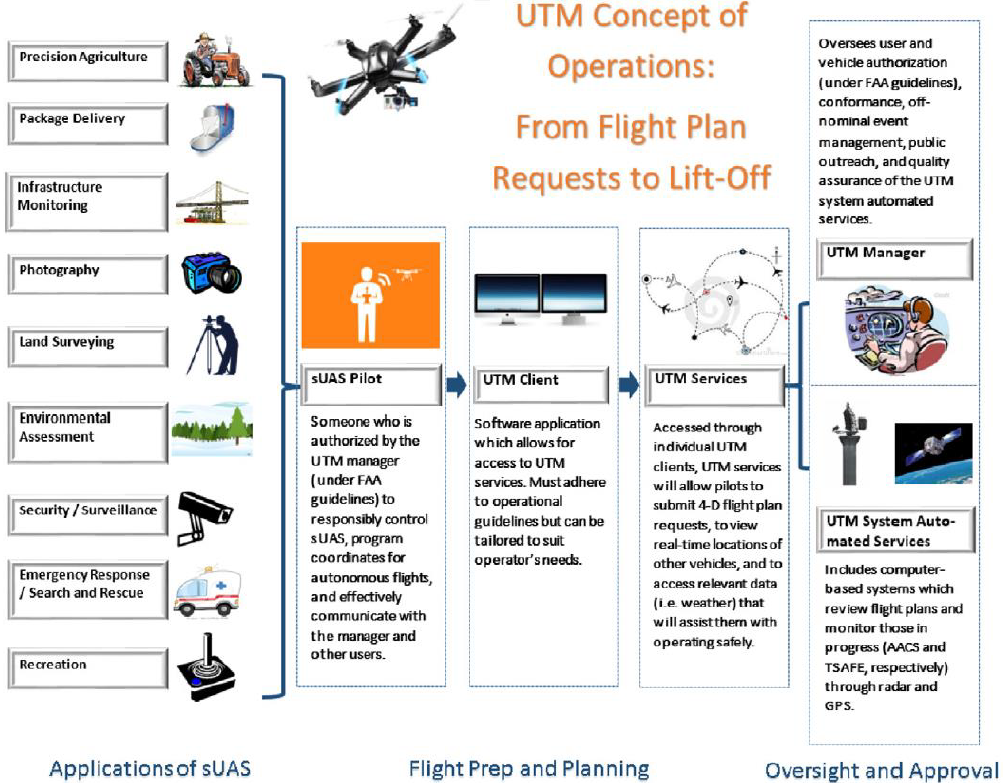 UTM Concept of
Operations:
From Flight Plan
Requests to Lift-Off
Precision Agriculture
Package Delivery
Infrastructure
Monitoring
Photography
Land Surveying
Environmental
Assessment
Security / Surveillance
Emergency Response
/ Search and Rescue
Recreation
sUAS Pilot
Someone who is
authorized by the
UTM manager
(under FAA
guidelines) to
responsibly control
sUAS, program
coordinates for
autonomous flights,
and effectively
communicate with
the manager and
other users.
UTM Client
Software application
which allows for
access to UTM
services. Must adhere
to operational
guidelines but can be
tailored to suit
operator's needs.
UTM Services
Accessed through
individual UTM
clients, UTM services
will allow pilots to
submit 4-D flight plan
requests, to view
real-time locations of
other vehicles, and to
access relevant data
(i.e. weather) that
will assist them with
operating safely.
Oversees user and
vehicle authorization
(under FAA guidelines),
conformance, off-
nominal event
management, public
outreach, and quality
assurance of the UTM
system automated
services.
UTM Manager
UTM System Auto-
mated Services
Includes computer-
based systems which
review flight plans and
monitor those in
progress (AACS and
TSAFE, respectively)
through radar and
GPS.
Applications of sUAS
Flight Prep and Planning
Oversight and Approval